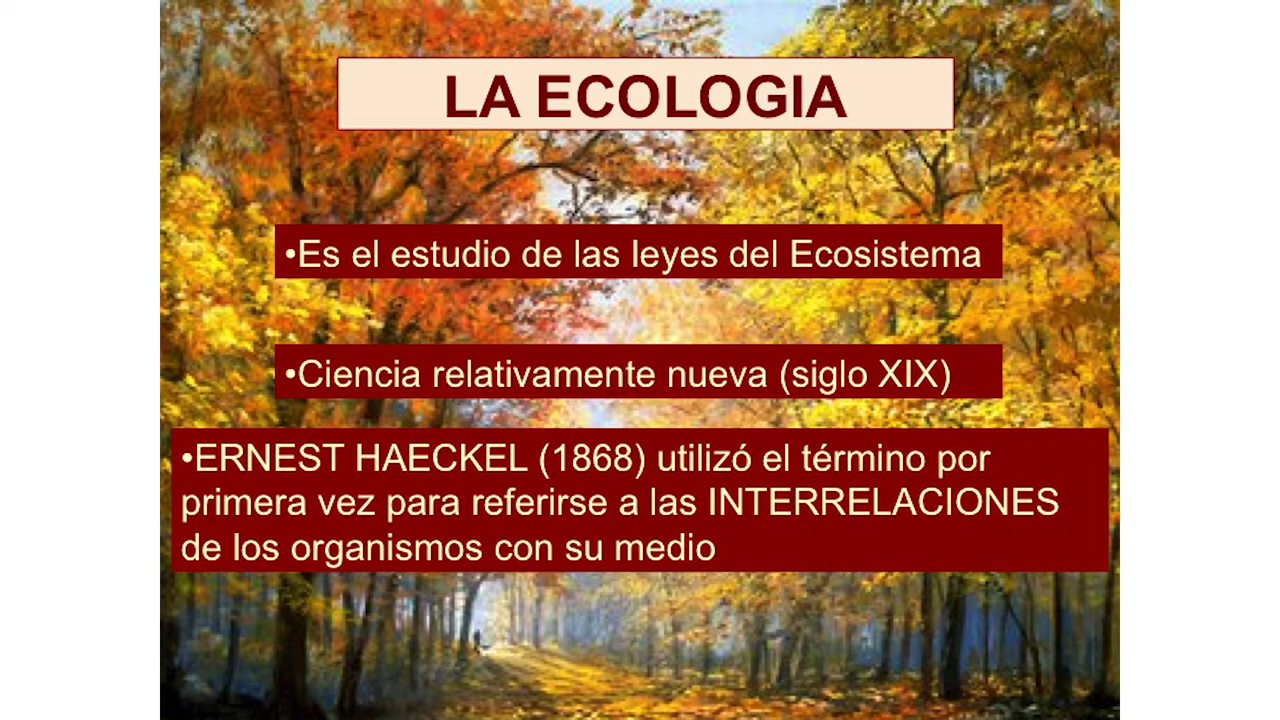 LA ECOLOGIA
•Es el estudio de las leyes del Ecosistema
•Ciencia relativamente nueva (siglo XIX)
•ERNEST HAECKEL (1868) utilizó el término por
primera vez para referirse a las INTERRELACIONES
de los organismos con su medio